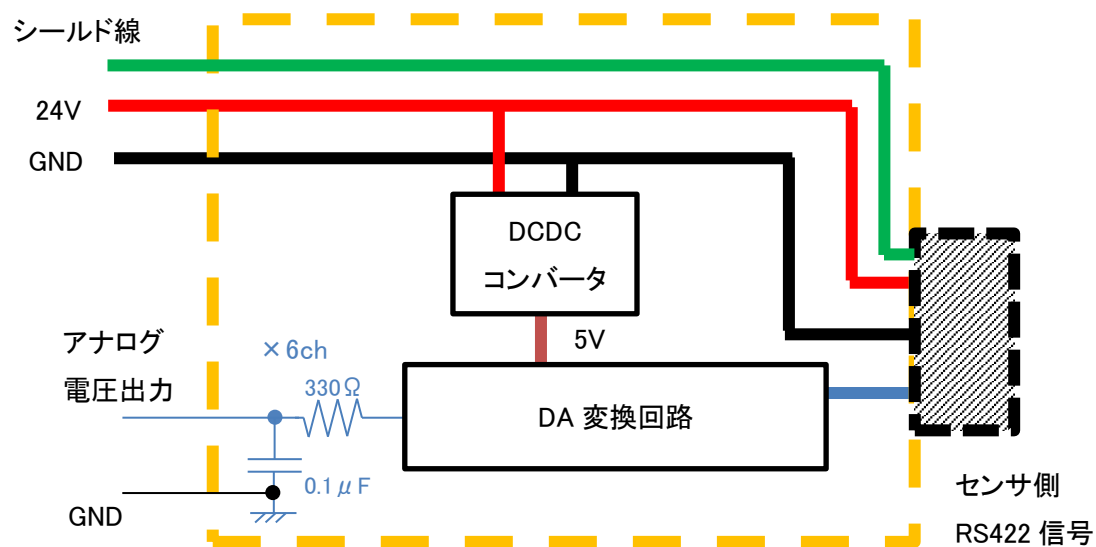 シールド線
24V
GND
DCDC
コンバータ
5V
アナログ
電圧出力
×6ch
330Ω
DA 変換回路
0.1μF
GND
センサ側
RS422 信号